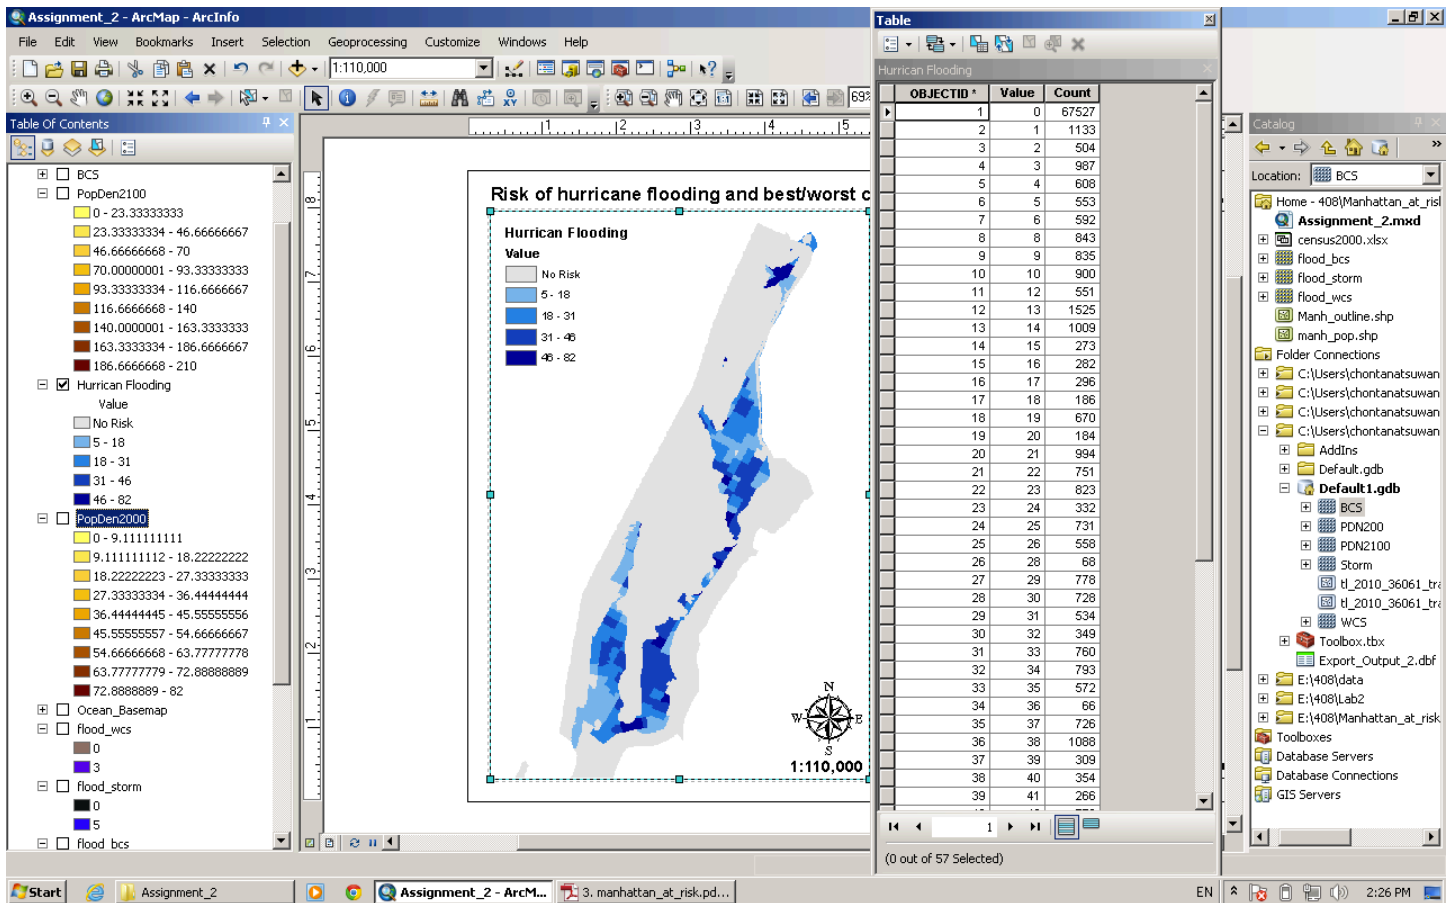 Assignment_2 - ArcMap - ArcInfo
File Edit View Bookmarks Insert Selection Geoprocessing Customize Windows Help
1:110,000
69%
Table Of Contents
BCS
PopDen2100
0 - 23.33333333
23.33333334 - 46.66666667
46.66666668 - 70
70.00000001 - 93.33333333
93.33333334 - 116.6666667
116.6666668 - 140
140.0000001 - 163.3333333
163.3333334 - 186.6666667
186.6666668 - 210
Hurrican Flooding
Value
No Risk
5 - 18
18 - 31
31 - 46
46 - 82
PopDen2000
0 - 9.111111111
9.111111112 - 18.22222222
18.22222223 - 27.33333333
27.33333334 - 36.44444444
36.44444445 - 45.55555556
45.55555557 - 54.66666667
54.66666668 - 63.77777778
63.77777779 - 72.88888889
72.8888889 - 82
Ocean_Basemap
flood_wcs
0
3
flood_storm
0
5
flood_bcs
1 2 3 4 5
8
7
6
5
4
3
2
1
Risk of hurricane flooding and best/worst c
Hurrican Flooding
Value
No Risk
5 - 18
18 - 31
31 - 46
46 - 82
N
W E
S
1:110,000
Table
Hurrican Flooding
OBJECTID * Value Count
1 0 67527
2 1 1133
3 2 504
4 3 987
5 4 608
6 5 553
7 6 592
8 8 843
9 9 835
10 10 900
11 12 551
12 13 1525
13 14 1009
14 15 273
15 16 282
16 17 296
17 18 186
18 19 670
19 20 184
20 21 994
21 22 751
22 23 823
23 24 332
24 25 731
25 26 558
26 28 68
27 29 778
28 30 728
29 31 534
30 32 349
31 33 760
32 34 793
33 35 572
34 36 66
35 37 726
36 38 1088
37 39 309
38 40 354
39 41 266
1
(0 out of 57 Selected)
Catalog
Location: BCS
Home - 408\Manhattan_at_risl
Assignment_2.mxd
census2000.xlsx
flood_bcs
flood_storm
flood_wcs
Manh_outline.shp
manh_pop.shp
Folder Connections
C:\Users\chontanatsuwan
C:\Users\chontanatsuwan
C:\Users\chontanatsuwan
C:\Users\chontanatsuwan
AddIns
Default.gdb
Default1.gdb
BCS
PDN200
PDN2100
Storm
tl_2010_36061_tra
tl_2010_36061_tra
WCS
Toolbox.tbx
Export_Output_2.dbf
E:\408\data
E:\408\Lab2
E:\408\Manhattan_at_risk
Toolboxes
Database Servers
Database Connections
GIS Servers
Start
Assignment_2
Assignment_2 - ArcM...
3. manhattan_at_risk.pd...
EN
2:26 PM